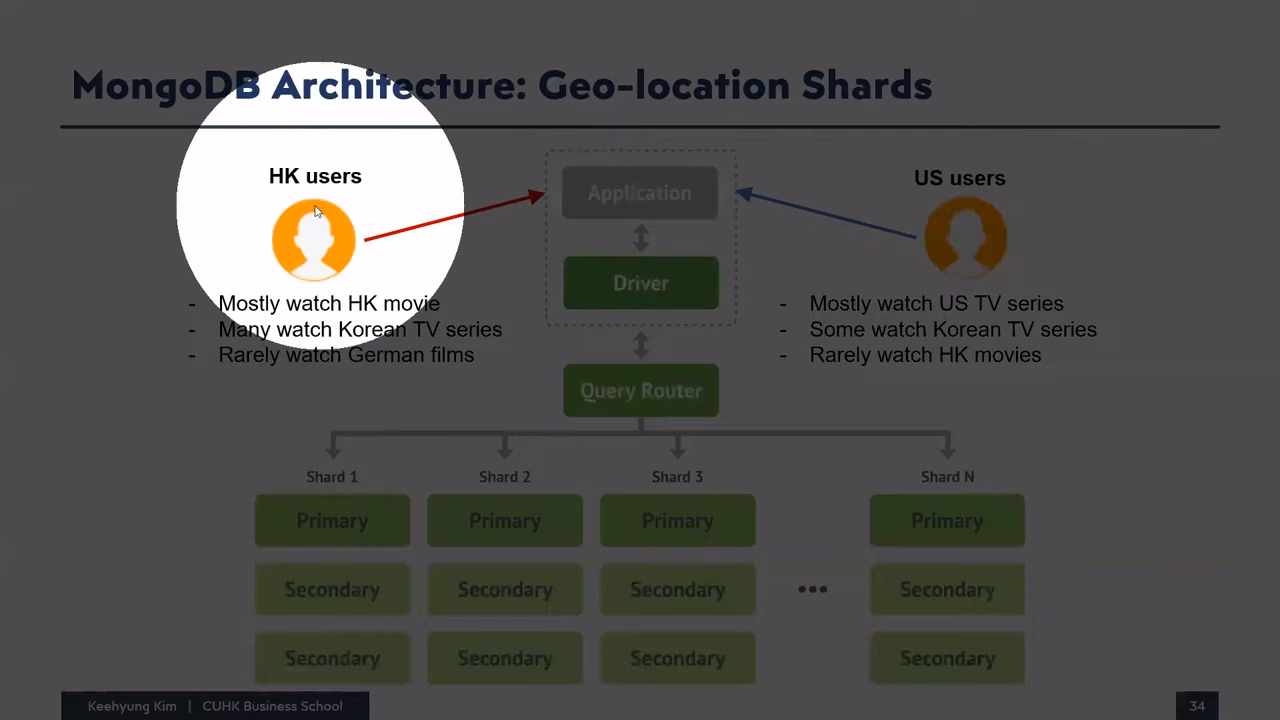 MongoDB Architecture: Geo-location Shards
HK users
- Mostly watch HK movie
- Many watch Korean TV series
- Rarely watch German films
Application
Driver
Query Router
US users
- Mostly watch US TV series
- Some watch Korean TV series
- Rarely watch HK movies
Shard 1 Shard 2 Shard 3 Shard N
Primary Primary Primary Primary
Secondary Secondary Secondary ••• Secondary
Secondary Secondary Secondary Secondary
Keehyung Kim | CUHK Business School
34